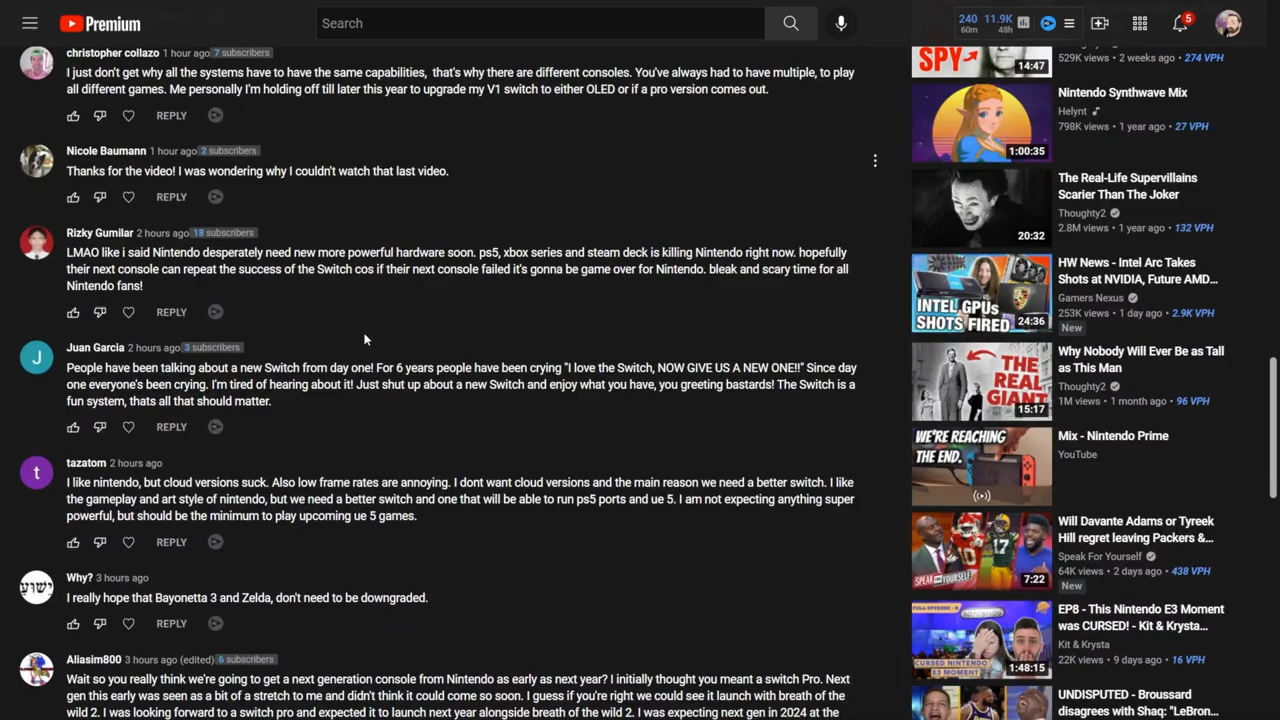 Premium
Search
240
60m
11.9K
48h
5
christopher collazo 1 hour ago 7 subscribers
I just don't get why all the systems have to have the same capabilities, that's why there are different consoles. You've always had to have multiple, to play
all different games. Me personally I'm holding off till later this year to upgrade my V1 switch to either OLED or if a pro version comes out.
REPLY
Nicole Baumann 1 hour ago 2 subscribers
Thanks for the video! I was wondering why I couldn't watch that last video.
REPLY
Rizky Gumilar 2 hours ago 18 subscribers
LMAO like i said Nintendo desperately need new more powerful hardware soon. ps5, xbox series and steam deck is killing Nintendo right now. hopefully
their next console can repeat the success of the Switch cos if their next console failed it's gonna be game over for Nintendo. bleak and scary time for all
Nintendo fans!
REPLY
J
Juan Garcia 2 hours ago 3 subscribers
People have been talking about a new Switch from day one! For 6 years people have been crying "I love the Switch, NOW GIVE US A NEW ONE!!" Since day
one everyone's been crying. I'm tired of hearing about it! Just shut up about a new Switch and enjoy what you have, you greeting bastards! The Switch is a
fun system, thats all that should matter.
REPLY
t
tazatom 2 hours ago
I like nintendo, but cloud versions suck. Also low frame rates are annoying. I dont want cloud versions and the main reason we need a better switch. I like
the gameplay and art style of nintendo, but we need a better switch and one that will be able to run ps5 ports and ue 5. I am not expecting anything super
powerful, but should be the minimum to play upcoming ue 5 games.
REPLY
ישוע
Why? 3 hours ago
I really hope that Bayonetta 3 and Zelda, don't need to be downgraded.
REPLY
Aliasim800 3 hours ago (edited) 6 subscribers
Wait so you really think we're going to get a next generation console from Nintendo as early as next year? I initially thought you meant a switch Pro. Next
gen this early was seen as a bit of a stretch to me and didn't think it could come so soon. I guess if you're right we could see it launch with breath of the
wild 2. I was looking forward to a switch pro and expected it to launch next year alongside breath of the wild 2. I was expecting next gen in 2024 at the
SPY
14:47
529K views • 2 weeks ago • 274 VPH
1:00:35
Nintendo Synthwave Mix
Helynt
798K views • 1 year ago • 27 VPH
20:32
The Real-Life Supervillains
Scarier Than The Joker
Thoughty2
2.8M views • 1 year ago • 132 VPH
INTEL GPUs
SHOTS FIRED
24:36
HW News - Intel Arc Takes
Shots at NVIDIA, Future AMD...
Gamers Nexus
253K views • 1 day ago • 2.9K VPH
New
THE
REAL
GIANT
15:17
Why Nobody Will Ever Be as Tall
as This Man
Thoughty2
1M views • 1 month ago • 96 VPH
WE'RE REACHING
THE END.
Mix - Nintendo Prime
YouTube
17
SPEAK FOR YOURSELF
7:22
Will Davante Adams or Tyreek
Hill regret leaving Packers &...
Speak For Yourself
64K views • 2 days ago • 438 VPH
New
FULL EPISODE - 8
CURSED NINTENDO
E3 MOMENT
1:48:15
EP8 - This Nintendo E3 Moment
was CURSED! - Kit & Krysta...
Kit & Krysta
22K views • 9 days ago • 16 VPH
UNDISPUTED - Broussard
disagrees with Shaq: "LeBron...